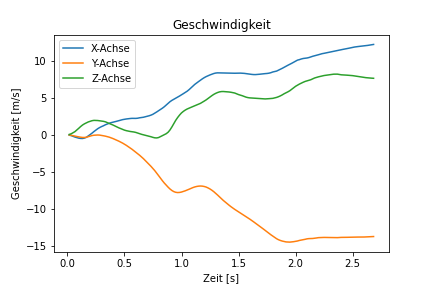 Geschwindigkeit
X-Achse
Y-Achse
Z-Achse
Geschwindigkeit [m/s]
10
5
0
−5
−10
−15
0.0 0.5 1.0 1.5 2.0 2.5
Zeit [s]